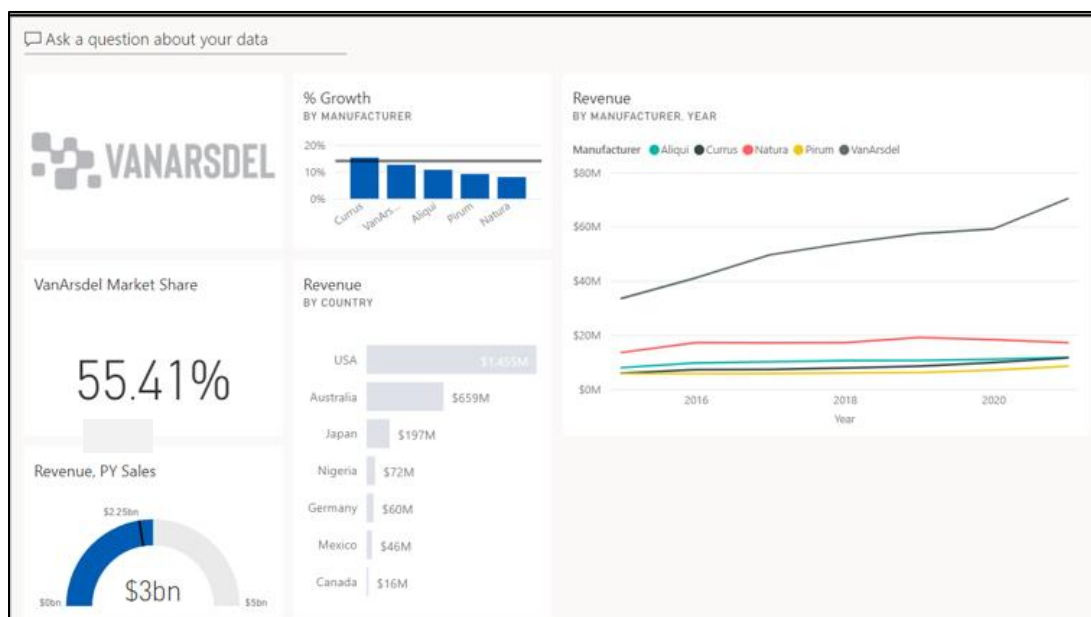 Ask a question about your data
VANARSDEL
% Growth
BY MANUFACTURER
20%
10%
0%
Currus
VanArs...
Aliqui
Pirum
Natura
Revenue
BY MANUFACTURER, YEAR
Manufacturer Aliqui Currus Natura Pirum VanArsdel
$80M
$60M
$40M
$20M
$0M
2016 2018 2020
Year
VanArsdel Market Share
55.41%
Revenue
BY COUNTRY
USA $1,455M
Australia $659M
Japan $197M
Nigeria $72M
Germany $60M
Mexico $46M
Canada $16M
Revenue, PY Sales
$2.25bn
$3bn
$0bn $5bn